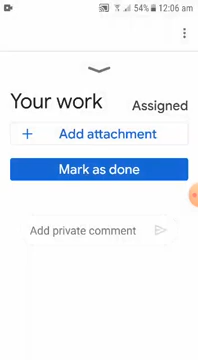 54% 12:06 am
Your work
Assigned
+ Add attachment
Mark as done
Add private comment